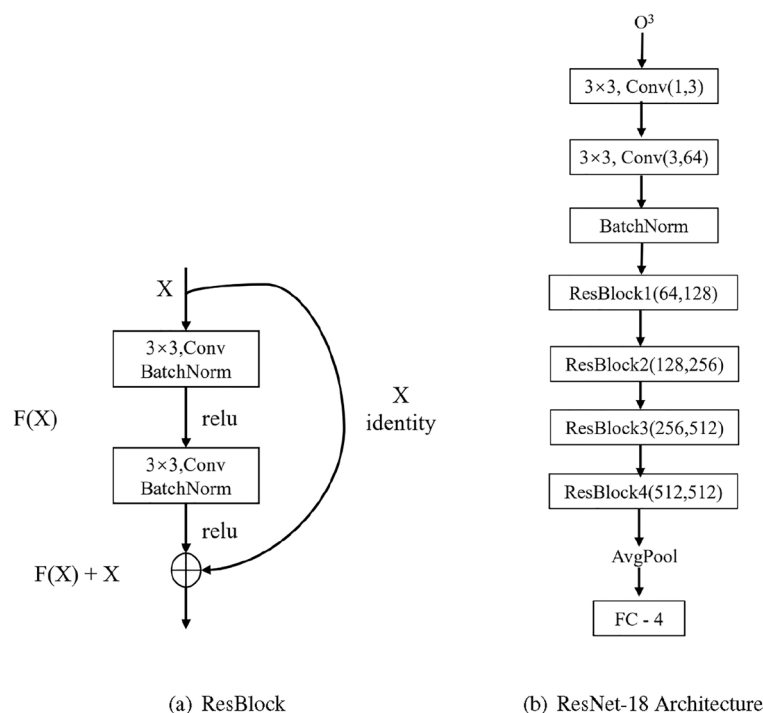 X
3×3,Conv
BatchNorm
F(X)
relu
X
identity
3×3,Conv
BatchNorm
relu
F(X) + X
(a) ResBlock
O³
3×3, Conv(1,3)
3×3, Conv(3,64)
BatchNorm
ResBlock1(64,128)
ResBlock2(128,256)
ResBlock3(256,512)
ResBlock4(512,512)
AvgPool
FC - 4
(b) ResNet-18 Architecture